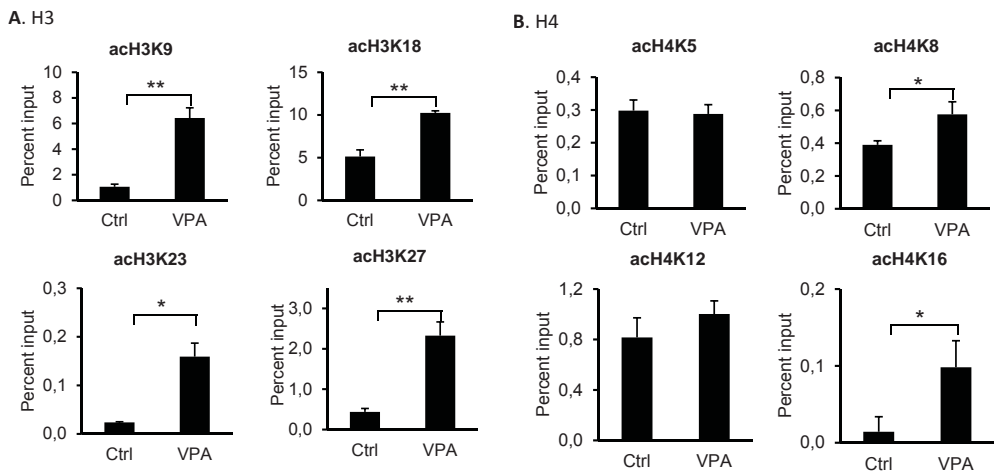 A. H3
acH3K9
Percent input
10
8
6
4
2
0
**
Ctrl
VPA
acH3K18
Percent input
15
10
5
0
**
Ctrl
VPA
acH3K23
Percent input
0,3
0,2
0,1
0,0
*
Ctrl
VPA
acH3K27
Percent input
3,0
2,0
1,0
0,0
**
Ctrl
VPA
B. H4
acH4K5
Percent input
0,4
0,3
0,2
0,1
0,0
Ctrl
VPA
acH4K8
Percent input
0,8
0,6
0,4
0,2
0,0
*
Ctrl
VPA
acH4K12
Percent input
1,2
0,8
0,4
0,0
Ctrl
VPA
acH4K16
Percent input
0,2
0,1
0,0
*
Ctrl
VPA